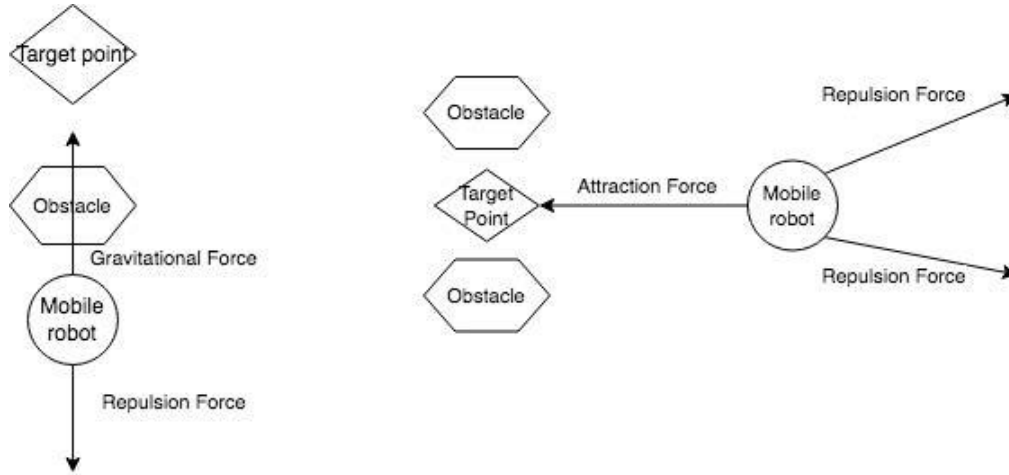 Target point
Obstacle
Gravitational Force
Mobile
robot
Repulsion Force
Obstacle
Target
Point
Obstacle
Attraction Force
Mobile
robot
Repulsion Force
Repulsion Force